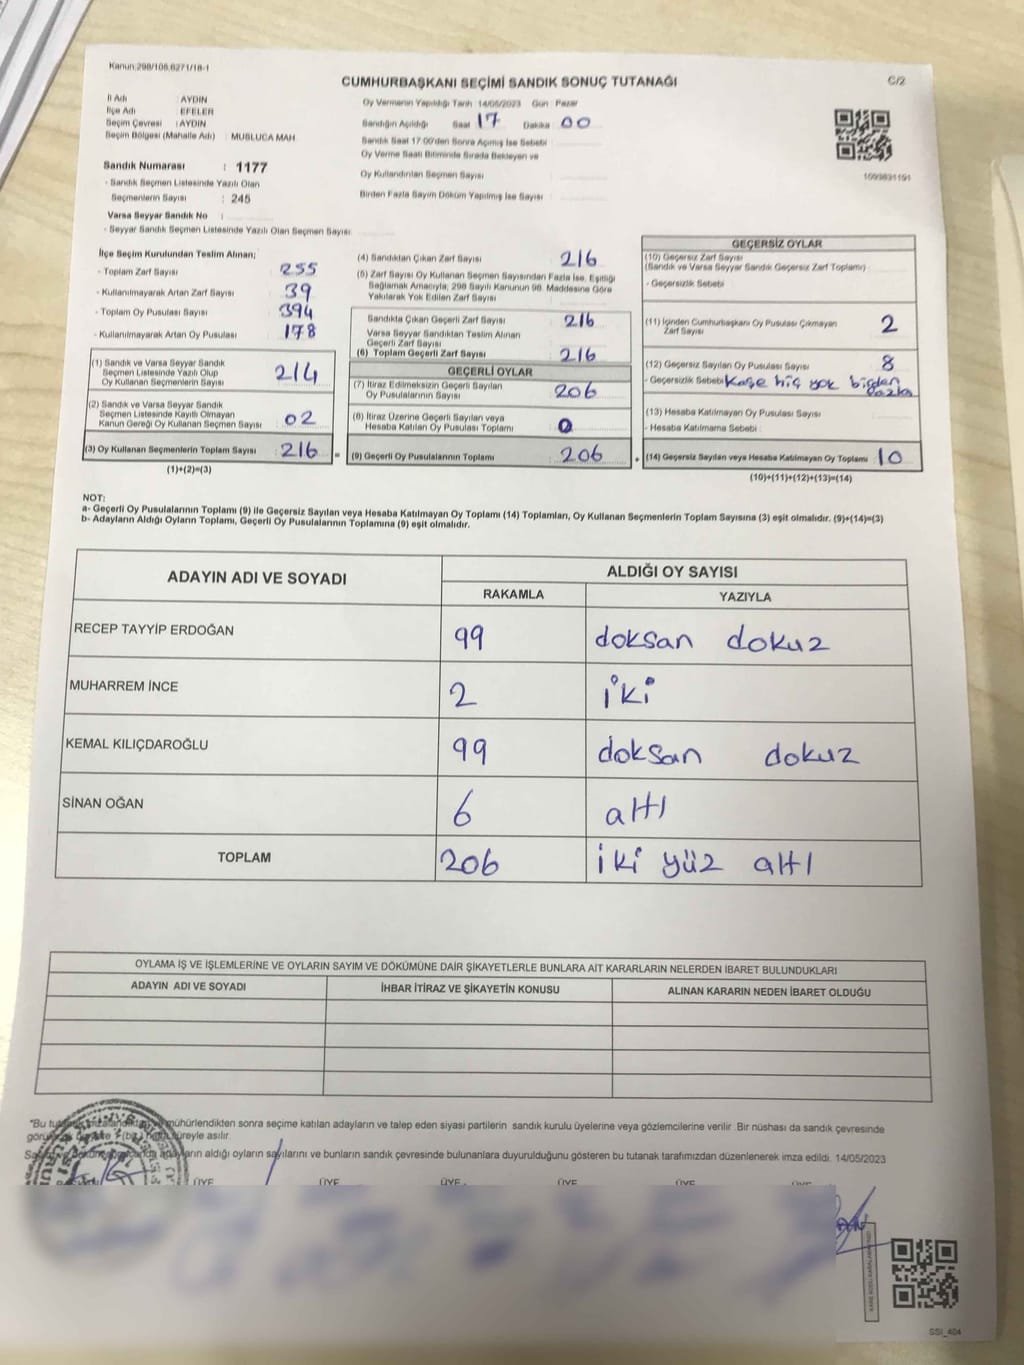 Kanun:298/106,6271/18-1
C/2
CUMHURBAŞKANI SEÇİMİ SANDIK SONUÇ TUTANAĞI
İl Adı : AYDIN
İlçe Adı : EFELER
Seçim Çevresi : AYDIN
Seçim Bölgesi (Mahalle Adı) : MUSLUCA MAH.
Sandık Numarası : 1177
- Sandık Seçmen Listesinde Yazılı Olan
Seçmenlerin Sayısı : 245
Varsa Seyyar Sandık No :
- Seyyar Sandık Seçmen Listesinde Yazılı Olan Seçmen Sayısı:
Oy Vermenin Yapıldığı Tarih 14/05/2023 Gün Pazar
Sandığın Açıldığı Saat 17 Dakika 00
Sandık Saat 17:00'den Sonra Açılmış İse Sebebi :
Oy Verme Saati Bitiminde Sırada Bekleyen ve
Oy Kullandırılan Seçmen Sayısı :
Birden Fazla Sayım Döküm Yapılmış İse Sayısı :
1093831191
İlçe Seçim Kurulundan Teslim Alınan;
- Toplam Zarf Sayısı : 255
- Kullanılmayarak Artan Zarf Sayısı : 39
- Toplam Oy Pusulası Sayısı : 394
- Kullanılmayarak Artan Oy Pusulası : 178
(1) Sandık ve Varsa Seyyar Sandık
Seçmen Listesinde Yazılı Olup
Oy Kullanan Seçmenlerin Sayısı : 214
(2) Sandık ve Varsa Seyyar Sandık
Seçmen Listesinde Kayıtlı Olmayan
Kanun Gereği Oy Kullanan Seçmen Sayısı : 02
(3) Oy Kullanan Seçmenlerin Toplam Sayısı : 216 =
(1)+(2)=(3)
(4) Sandıktan Çıkan Zarf Sayısı : 216
(5) Zarf Sayısı Oy Kullanan Seçmen Sayısından Fazla İse, Eşitliği
Sağlamak Amacıyla; 298 Sayılı Kanunun 98. Maddesine Göre
Yakılarak Yok Edilen Zarf Sayısı :
Sandıkta Çıkan Geçerli Zarf Sayısı : 216
Varsa Seyyar Sandıktan Teslim Alınan
Geçerli Zarf Sayısı :
(6) Toplam Geçerli Zarf Sayısı : 216
GEÇERLİ OYLAR
(7) İtiraz Edilmeksizin Geçerli Sayılan
Oy Pusulalarının Sayısı : 206
(8) İtiraz Üzerine Geçerli Sayılan veya
Hesaba Katılan Oy Pusulası Toplamı : 0
(9) Geçerli Oy Pusulalarının Toplamı : 206 +
GEÇERSİZ OYLAR
(10) Geçersiz Zarf Sayısı
(Sandık ve Varsa Seyyar Sandık Geçersiz Zarf Toplamı) :
- Geçersizlik Sebebi :
(11) İçinden Cumhurbaşkanı Oy Pusulası Çıkmayan
Zarf Sayısı : 2
(12) Geçersiz Sayılan Oy Pusulası Sayısı : 8
- Geçersizlik Sebebi : Kaşe hiç yok birden
fazla
(13) Hesaba Katılmayan Oy Pusulası Sayısı :
- Hesaba Katılmama Sebebi :
(14) Geçersiz Sayılan veya Hesaba Katılmayan Oy Toplamı : 10
(10)+(11)+(12)+(13)=(14)
NOT:
a- Geçerli Oy Pusulalarının Toplamı (9) ile Geçersiz Sayılan veya Hesaba Katılmayan Oy Toplamı (14) Toplamları, Oy Kullanan Seçmenlerin Toplam Sayısına (3) eşit olmalıdır. (9)+(14)=(3)
b- Adayların Aldığı Oyların Toplamı, Geçerli Oy Pusulalarının Toplamına (9) eşit olmalıdır.
ADAYIN ADI VE SOYADI
ALDIĞI OY SAYISI
RAKAMLA YAZIYLA
RECEP TAYYİP ERDOĞAN 99 doksan dokuz
MUHARREM İNCE 2 iki
KEMAL KILIÇDAROĞLU 99 doksan dokuz
SİNAN OĞAN 6 altı
TOPLAM 206 iki yüz altı
OYLAMA İŞ VE İŞLEMLERİNE VE OYLARIN SAYIM VE DÖKÜMÜNE DAİR ŞİKAYETLERLE BUNLARA AİT KARARLARIN NELERDEN İBARET BULUNDUKLARI
ADAYIN ADI VE SOYADI İHBAR İTİRAZ VE ŞİKAYETİN KONUSU ALINAN KARARIN NEDEN İBARET OLDUĞU
"Bu mühürlendikten sonra seçime katılan adayların ve talep eden siyasi partilerin sandık kurulu üyelerine veya gözlemcilerine verilir. Bir nüshası da sandık çevresinde
süreyle asılır.
aldığı oyların sayılarını ve bunların sandık çevresinde bulunanlara duyurulduğunu gösteren bu tutanak tarafımızdan düzenlenerek imza edildi. 14/05/2023
ÜYE ÜYE ÜYE ÜYE ÜYE
SSI_404